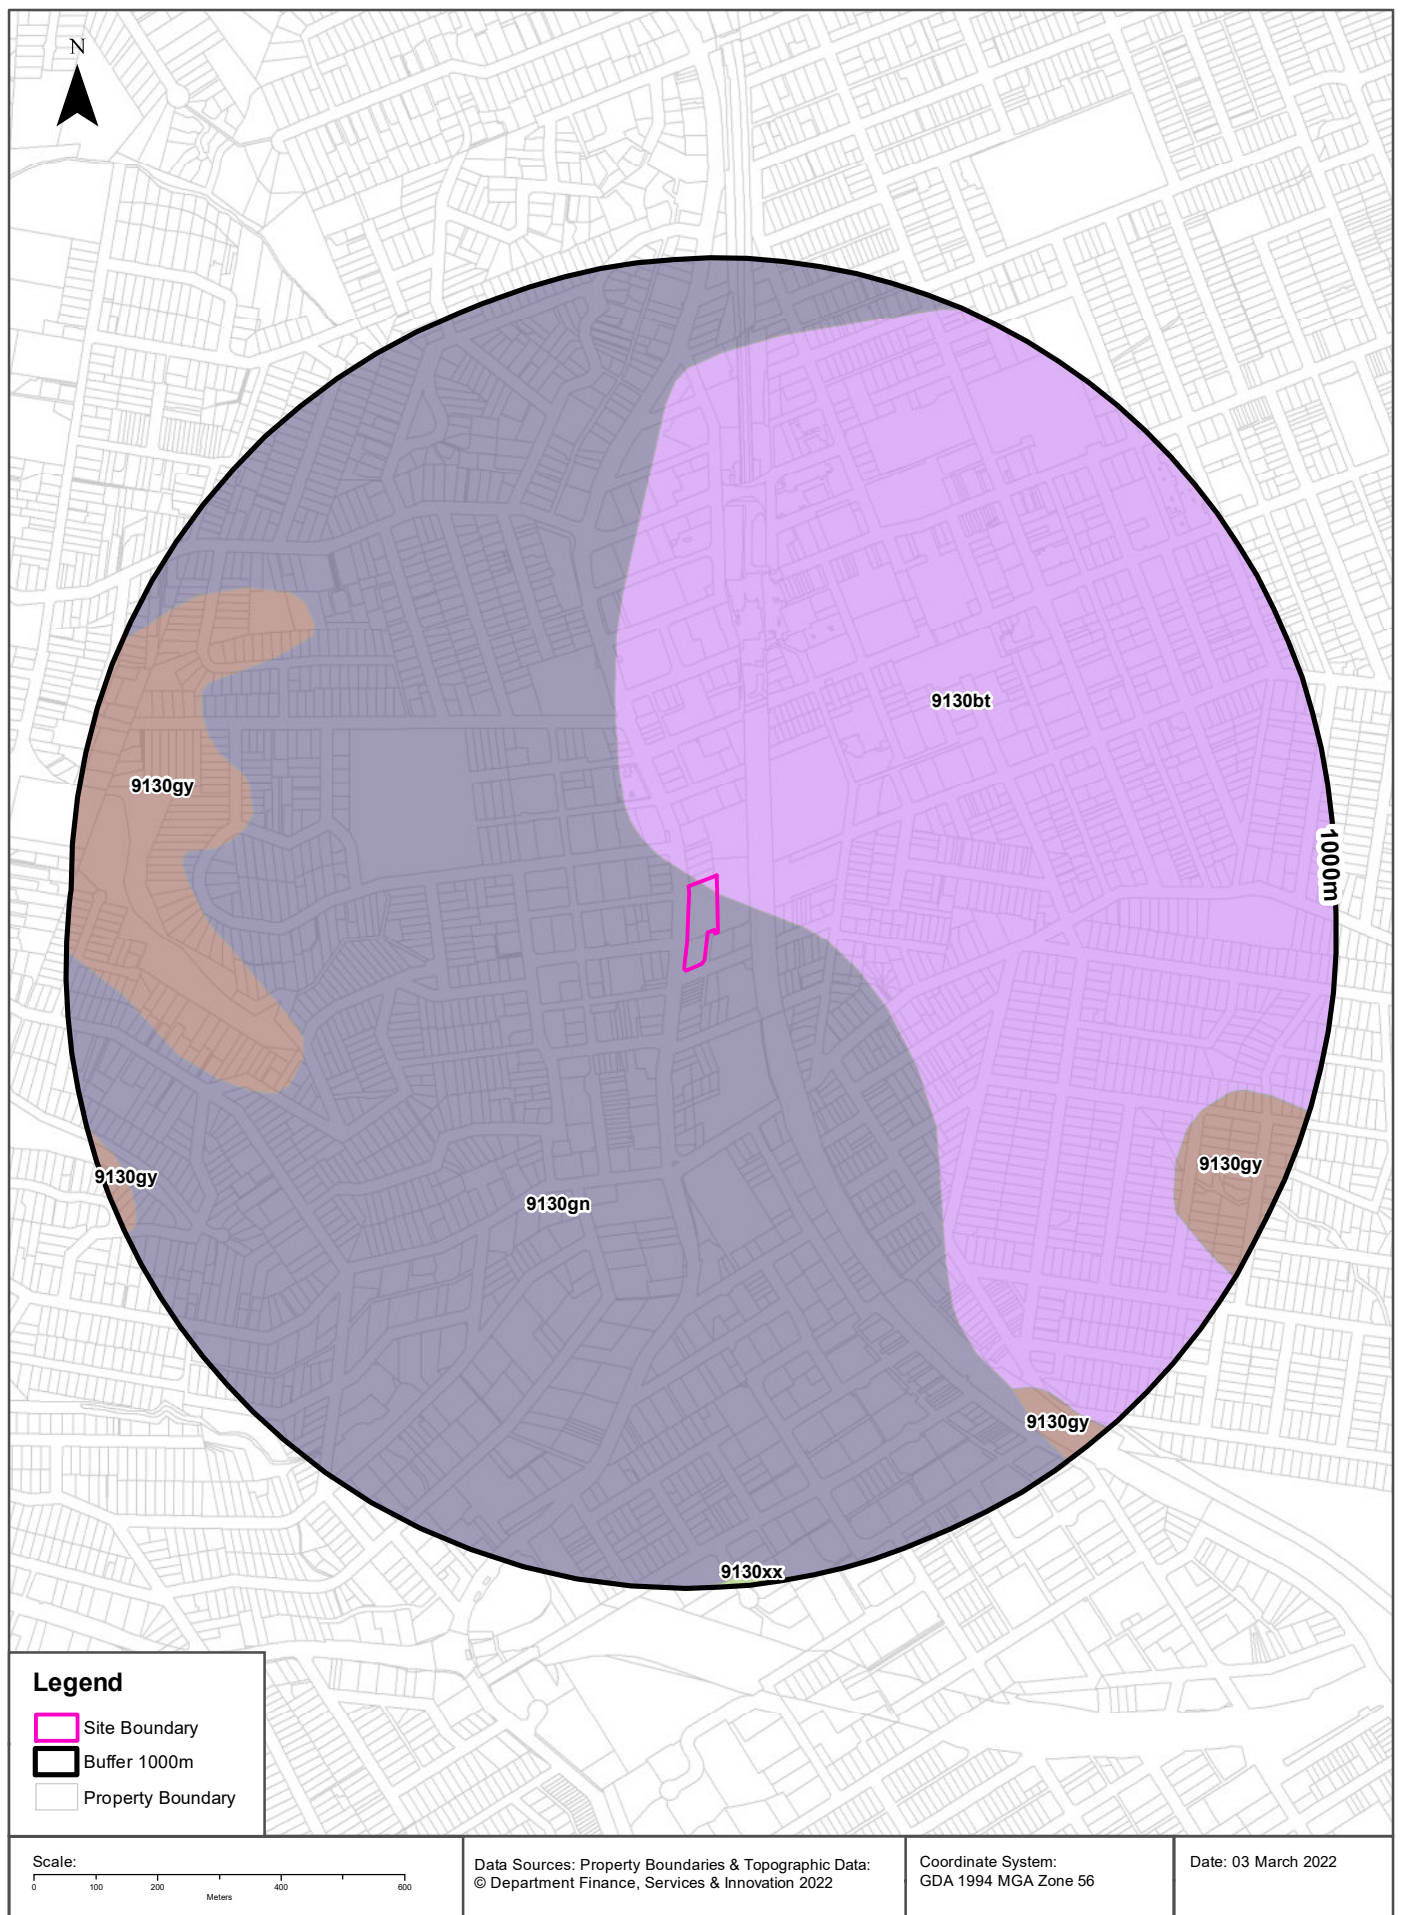 N
9130bt
9130gy
1000m
9130gy
9130gy
9130gn
9130gy
9130xx
Legend
Site Boundary
Buffer 1000m
Property Boundary
Scale:
0 100 200 400 600
Meters
Data Sources: Property Boundaries & Topographic Data:
© Department Finance, Services & Innovation 2022
Coordinate System:
GDA 1994 MGA Zone 56
Date: 03 March 2022